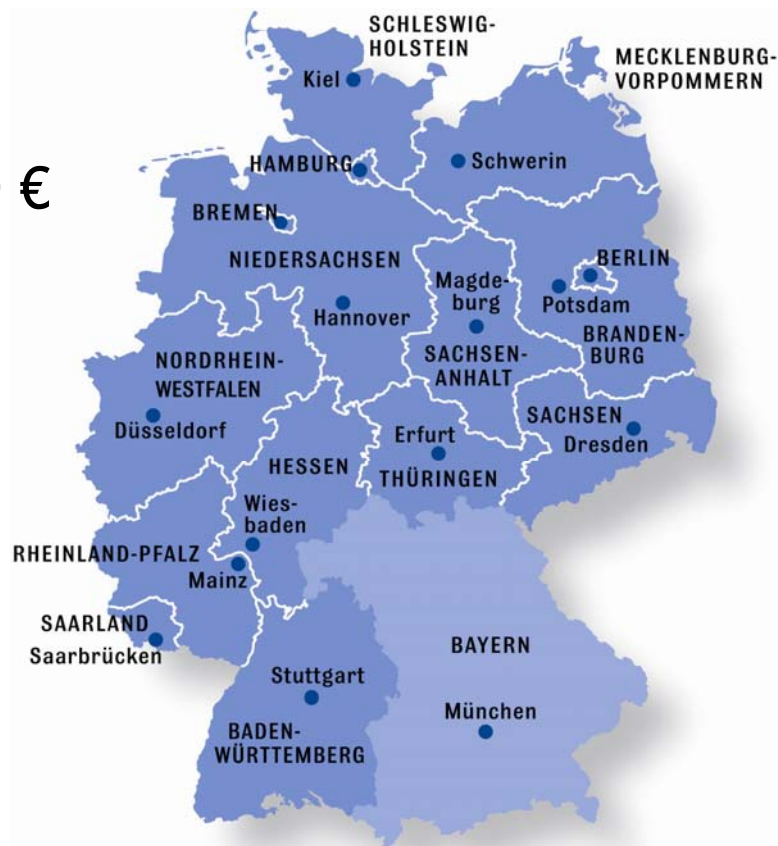 SCHLESWIG-
HOLSTEIN
Kiel
MECKLENBURG-
VORPOMMERN
HAMBURG
Schwerin
€
BREMEN
NIEDERSACHSEN
Hannover
Magde-
burg
SACHSEN-
ANHALT
BERLIN
Potsdam
BRANDEN-
BURG
NORDRHEIN-
WESTFALEN
Düsseldorf
HESSEN
Wies-
baden
Erfurt
THÜRINGEN
SACHSEN
Dresden
RHEINLAND-PFALZ
Mainz
SAARLAND
Saarbrücken
Stuttgart
BADEN-
WÜRTTEMBERG
BAYERN
München